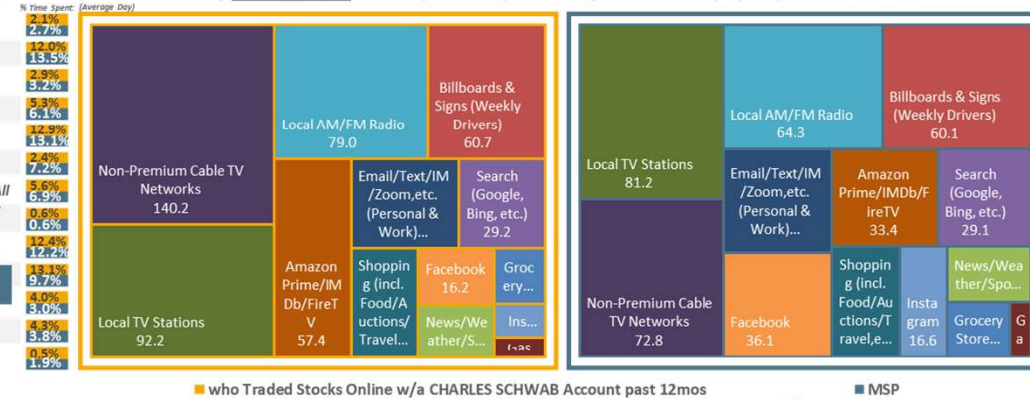 % Time Spent: (Average Day)
2.1%
2.7%
12.0%
13.5%
2.9%
3.2%
5.3%
6.1%
12.9%
13.1%
2.4%
7.2%
5.6%
6.9%
0.6%
0.6%
12.4%
12.2%
13.1%
9.7%
4.0%
3.0%
4.3%
3.8%
0.5%
1.9%
Non-Premium Cable TV
Networks
140.2
Local TV Stations
92.2
Local AM/FM Radio
79.0
Billboards &
Signs (Weekly
Drivers)
60.7
Amazon
Prime/IM
Db/FireT
V
57.4
Email/Text/IM
/Zoom,etc.
(Personal &
Work)...
Search
(Google,
Bing, etc.)
29.2
Shoppin
g (incl.
Food/A
uctions/
Travel...
Facebook
16.2
News/We
ather/S...
Groc
ery...
Ins...
Gas
Local TV Stations
81.2
Non-Premium Cable
TV Networks
72.8
Local AM/FM Radio
64.3
Billboards & Signs
(Weekly Drivers)
60.1
Email/Text/IM
/Zoom,etc.
(Personal &
Work)...
Amazon
Prime/IMDb/F
ireTV
33.4
Search
(Google,
Bing, etc.)
29.1
Facebook
36.1
Shoppin
g (incl.
Food/Au
ctions/T
ravel,e...
Insta
gram
16.6
News/Wea
ther/Spo...
Grocery
Store...
G
a
who Traded Stocks Online w/a CHARLES SCHWAB Account past 12mos
MSP